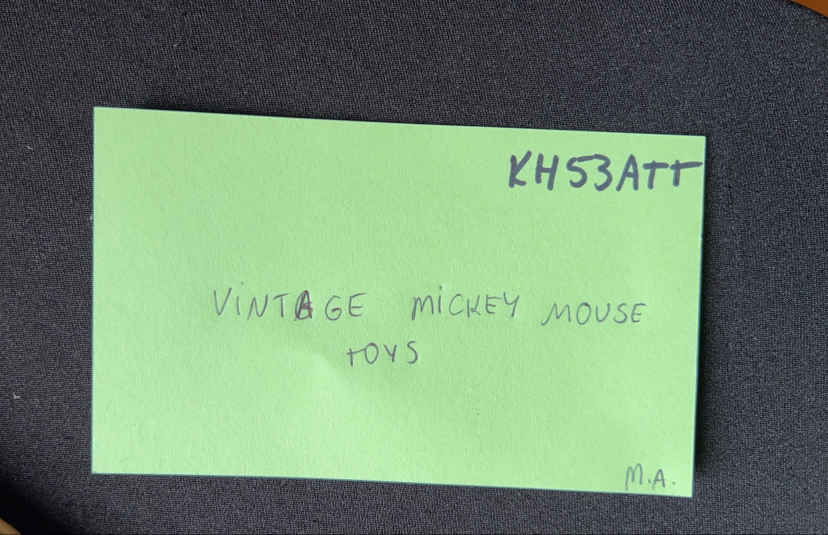 KH53ATT
ViNTAGE MiCKEY MOUSE
TOYS
M.A.